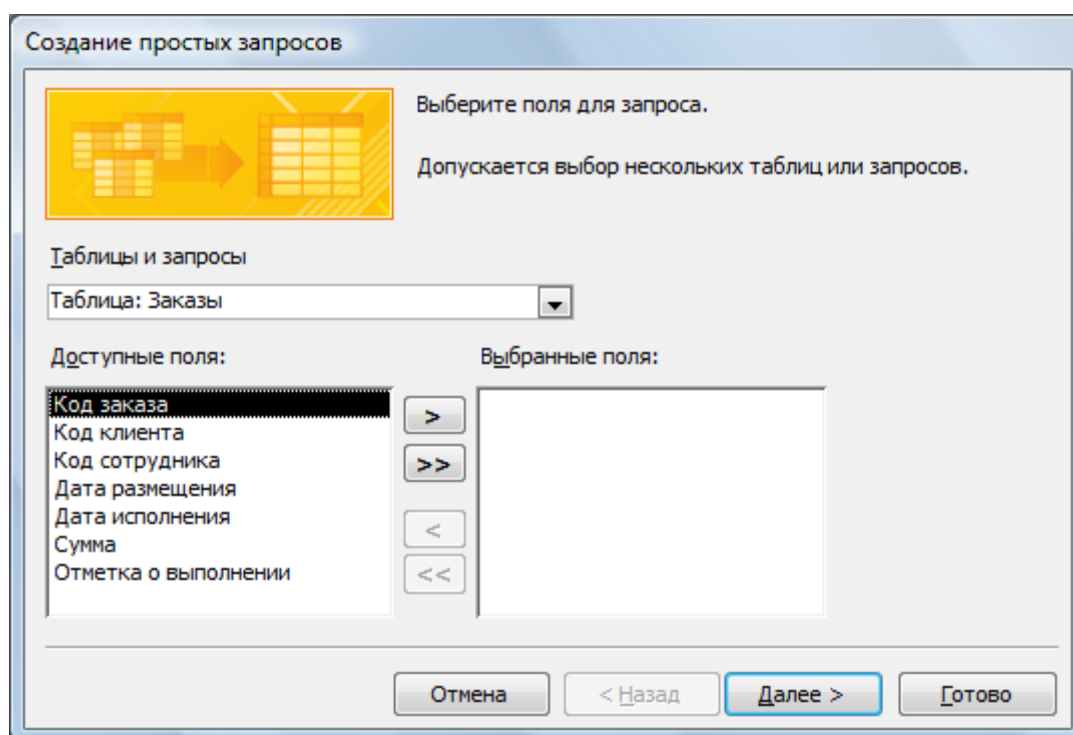 Создание простых запросов
Выберите поля для запроса.
Допускается выбор нескольких таблиц или запросов.
Таблицы и запросы
Таблица: Заказы
Доступные поля:
Выбранные поля:
Код заказа
Код клиента
Код сотрудника
Дата размещения
Дата исполнения
Сумма
Отметка о выполнении
>
>>
<
<<
Отмена
< Назад
Далее >
Готово